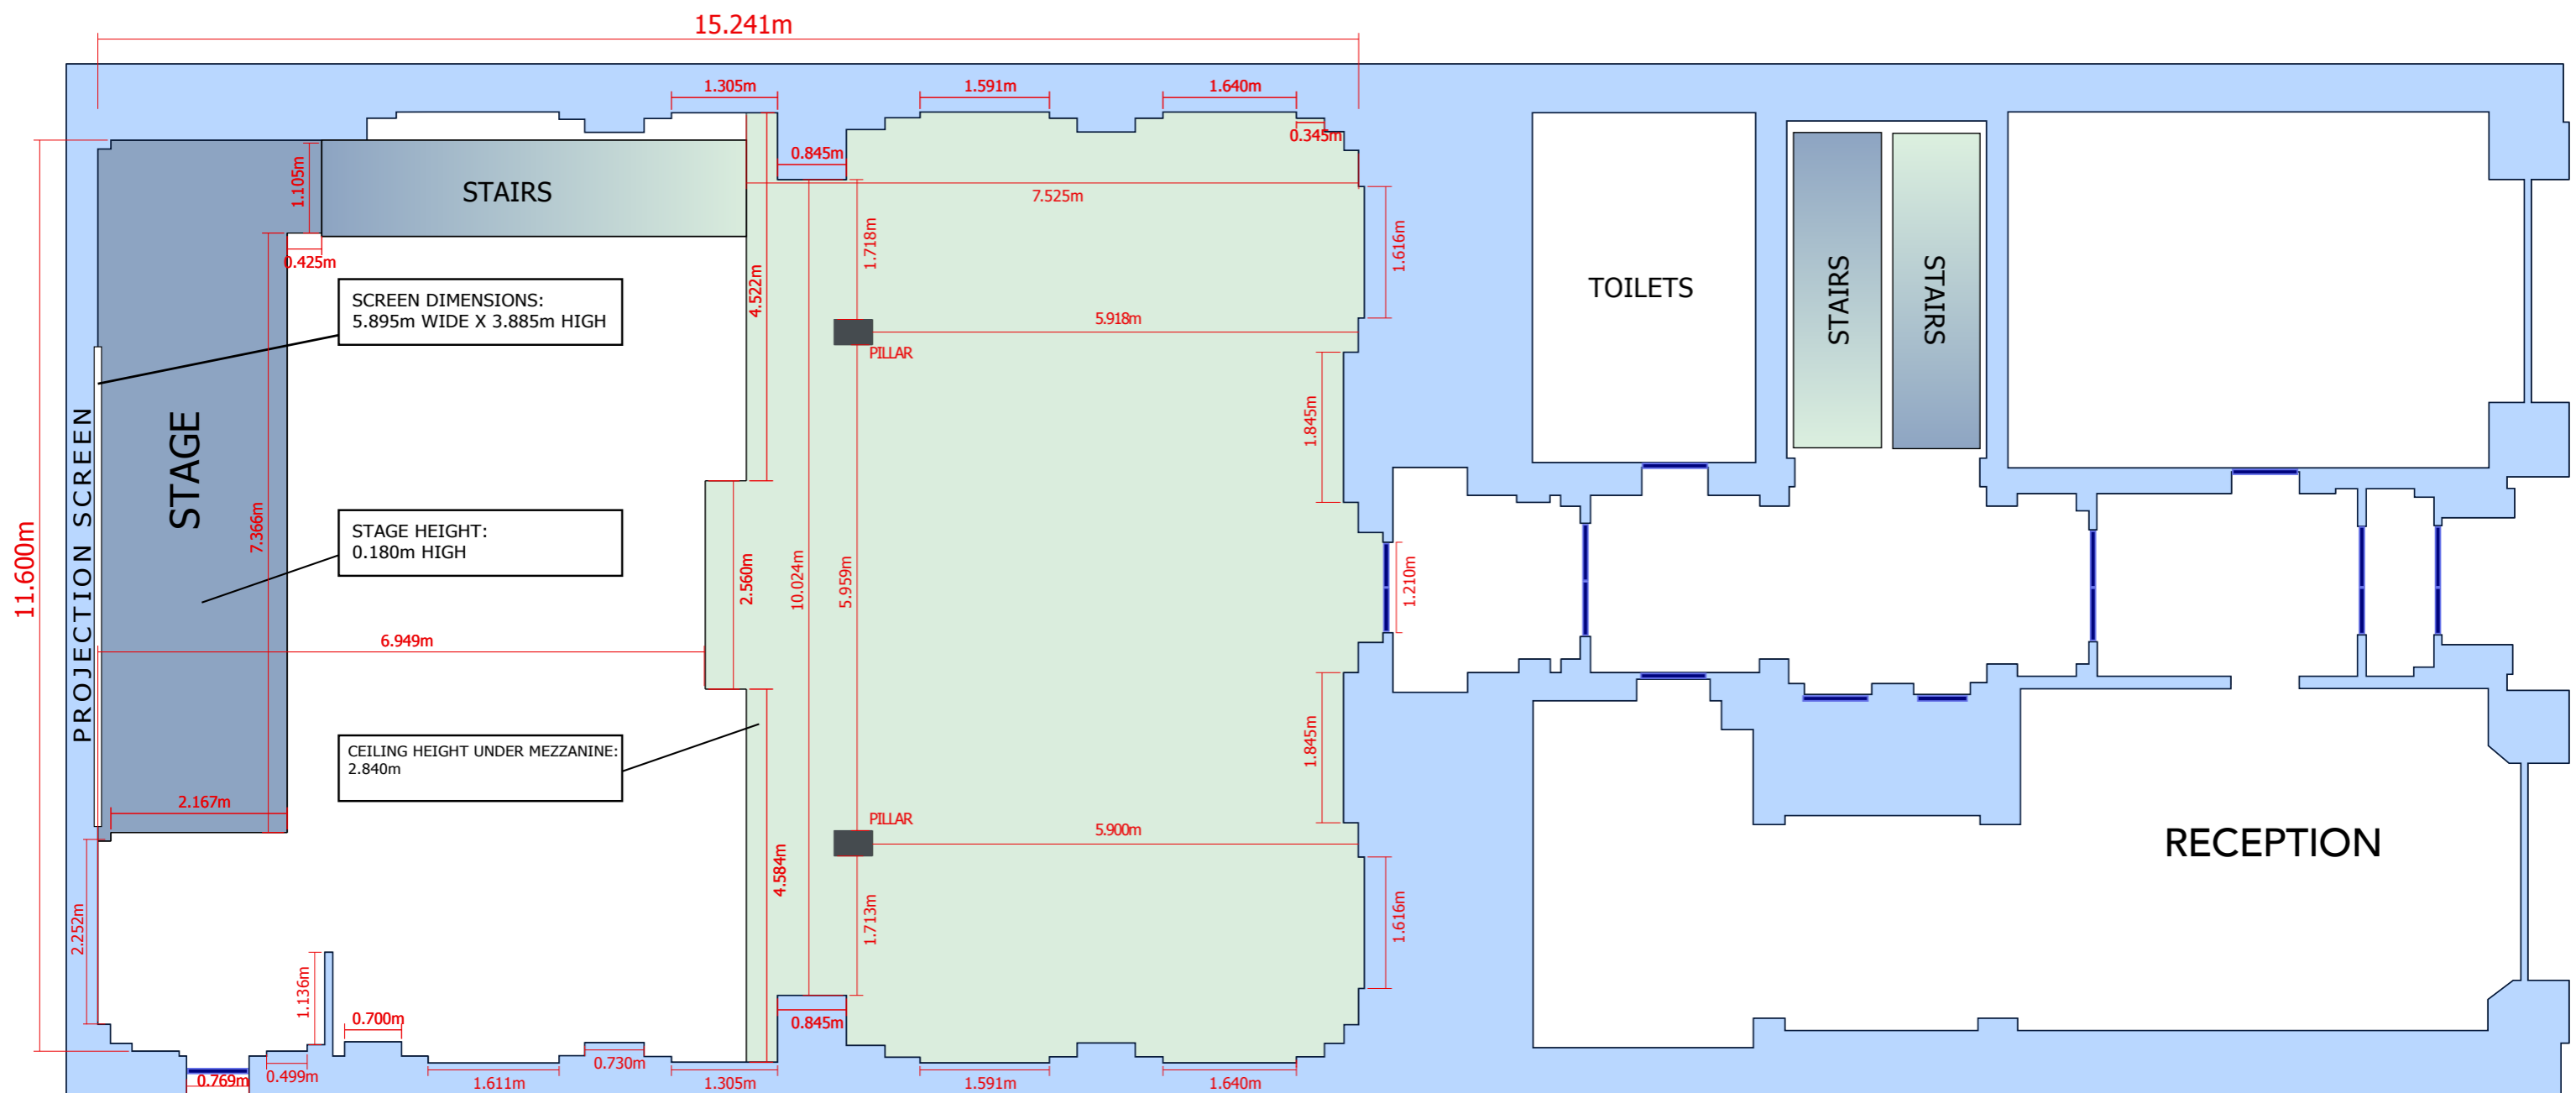 15.241m
1.305m
1.591m
1.640m
0.345m
0.845m
1.105m
STAIRS
7.525m
1.718m
1.616m
0.425m
4.522m
SCREEN DIMENSIONS:
5.895m WIDE X 3.885m HIGH
5.918m
PILLAR
TOILETS
STAIRS
STAIRS
1.845m
PROJECTION SCREEN
STAGE
7.366m
STAGE HEIGHT:
0.180m HIGH
11.600m
2.560m
10.024m
5.959m
1.210m
6.949m
CEILING HEIGHT UNDER MEZZANINE:
2.840m
1.845m
2.167m
PILLAR
5.900m
RECEPTION
4.584m
2.252m
1.713m
1.616m
1.136m
0.700m
0.845m
0.769m
0.499m
1.611m
0.730m
1.305m
1.591m
1.640m